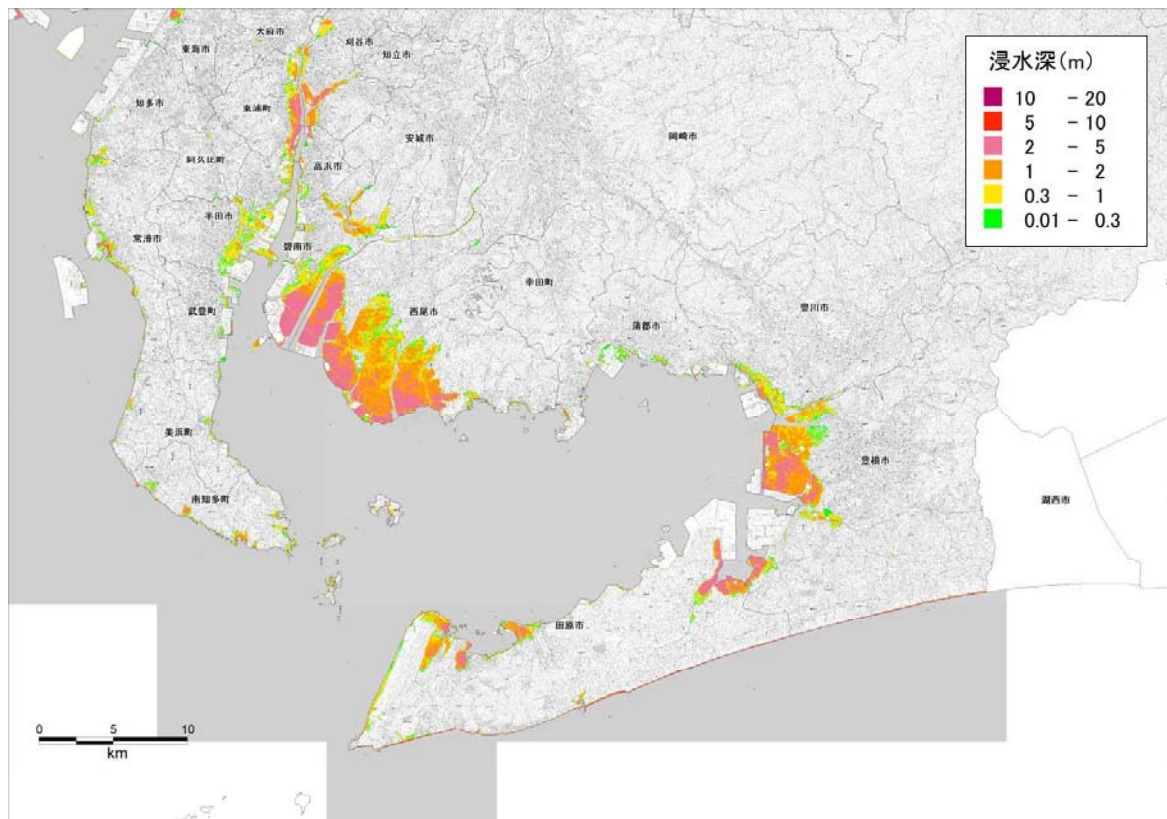 浸水深(m)
10 - 20
5 - 10
2 - 5
1 - 2
0.3 - 1
0.01 - 0.3
大府市
東海市
刈谷市
知立市
知多市
東浦町
安城市
岡崎市
阿久比町
高浜市
半田市
常滑市
碧南市
幸田町
武豊町
西尾市
豊川市
蒲郡市
美浜町
豊橋市
南知多町
湖西市
田原市
0 5 10
km